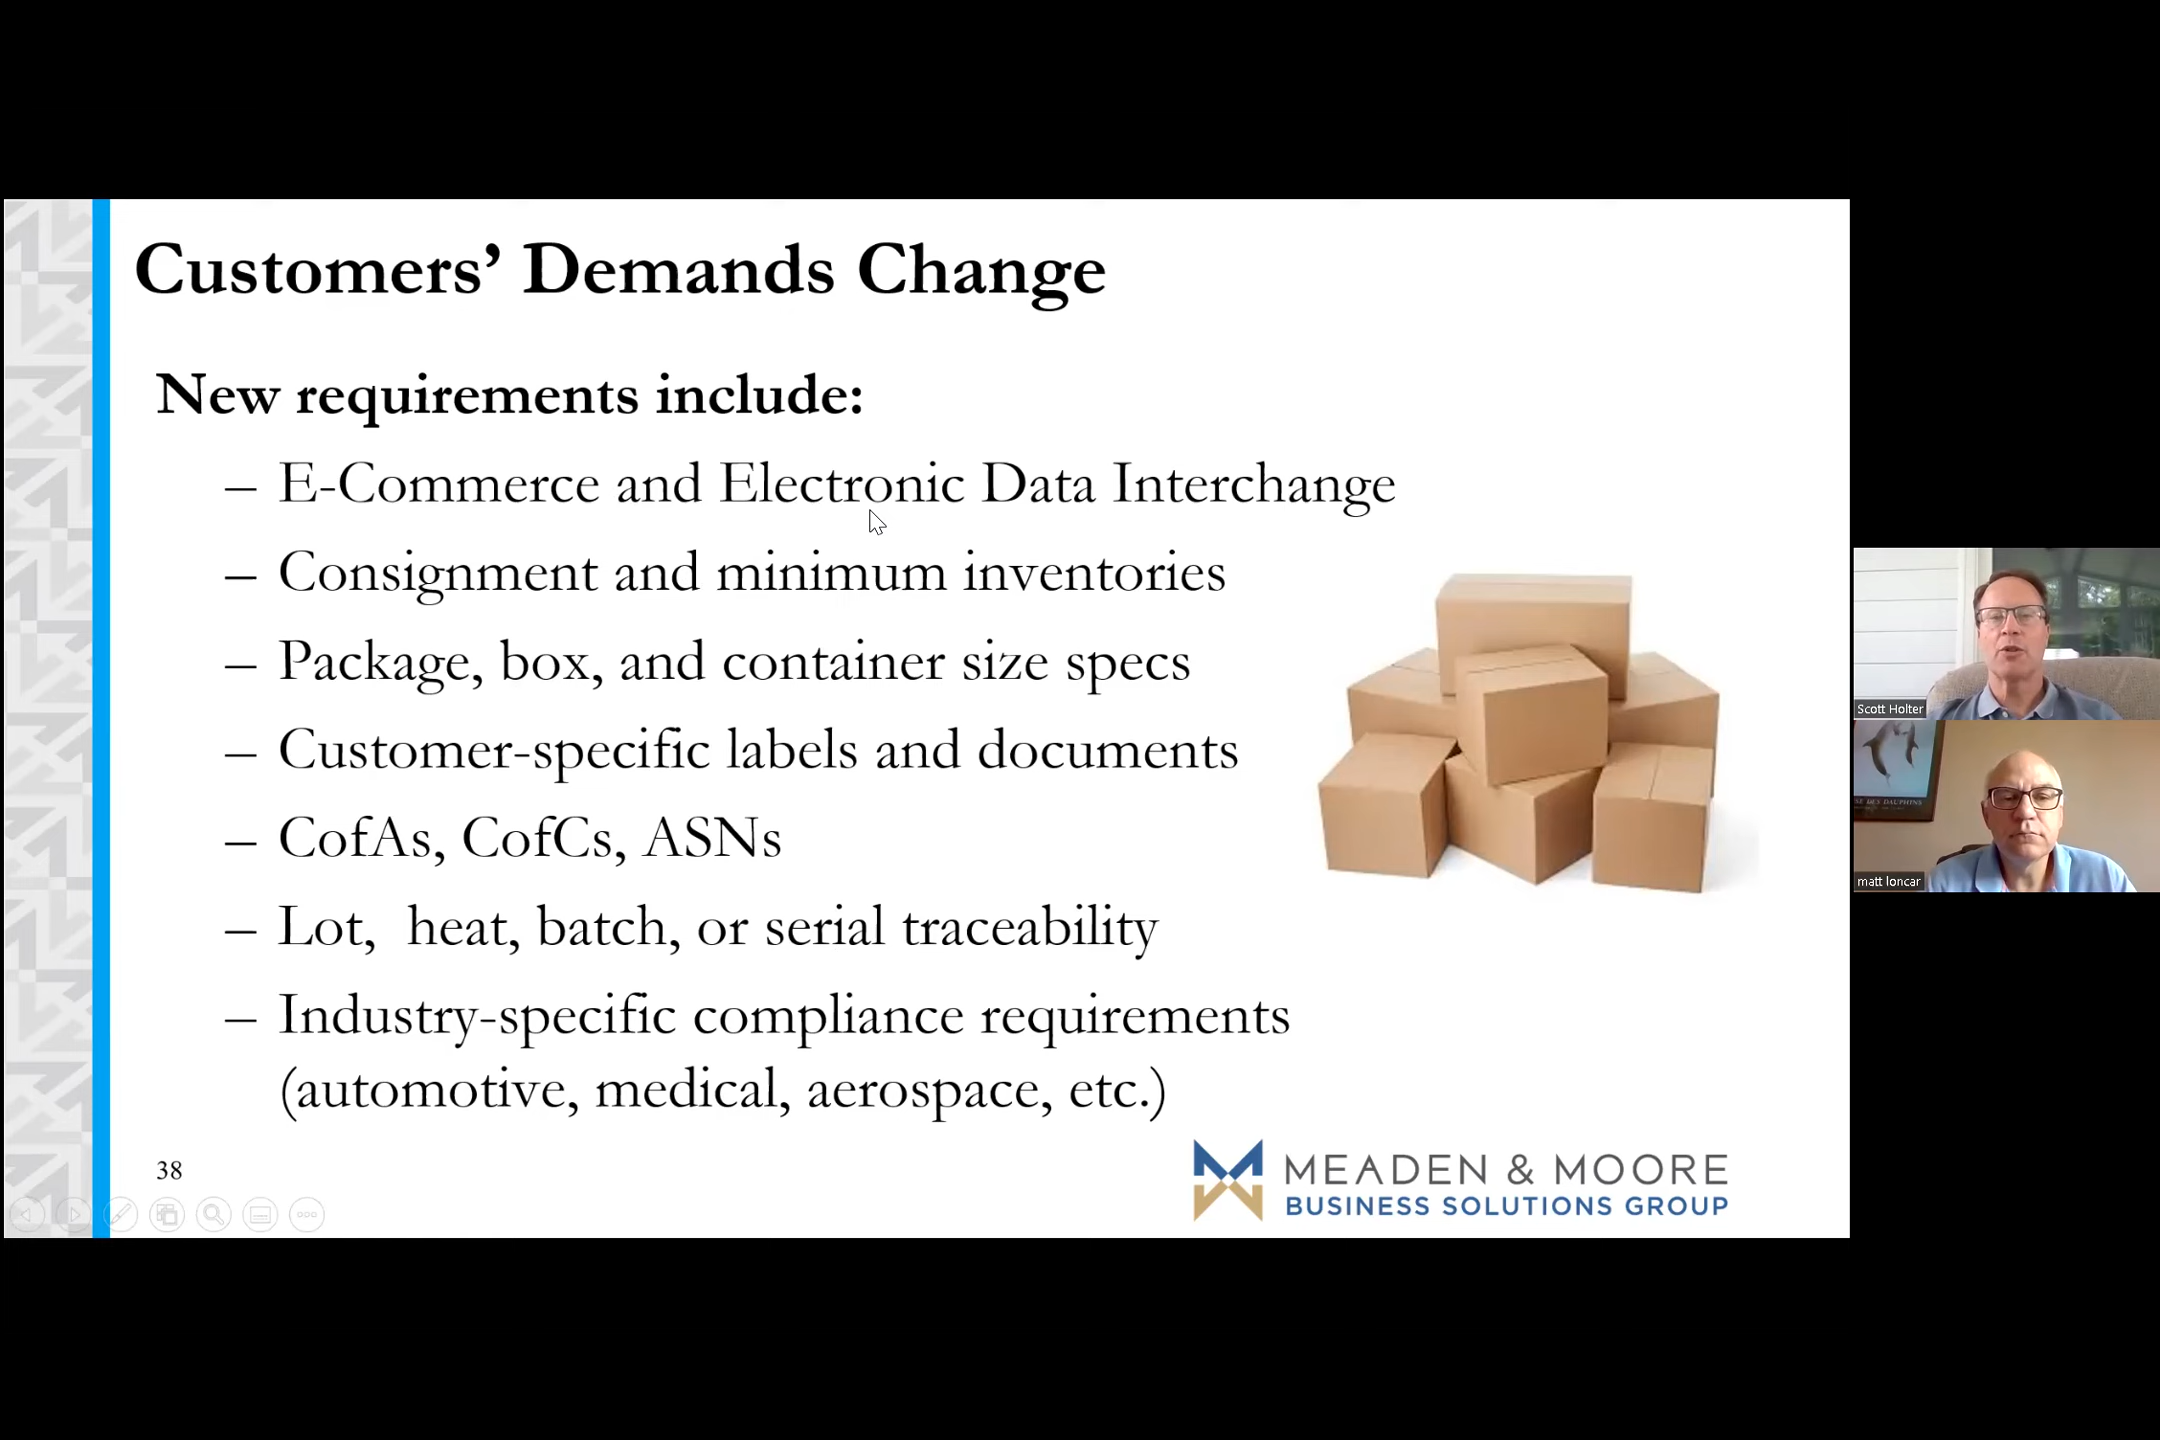 Customers’ Demands Change
New requirements include:
– E-Commerce and Electronic Data Interchange
– Consignment and minimum inventories
– Package, box, and container size specs
– Customer-specific labels and documents
– CofAs, CofCs, ASNs
– Lot,  heat, batch, or serial traceability
– Industry-specific compliance requirements
(automotive, medical, aerospace, etc.)
38
MEADEN & MOORE
BUSINESS SOLUTIONS GROUP
Scott Holter
DES DAUPHINS
matt loncar